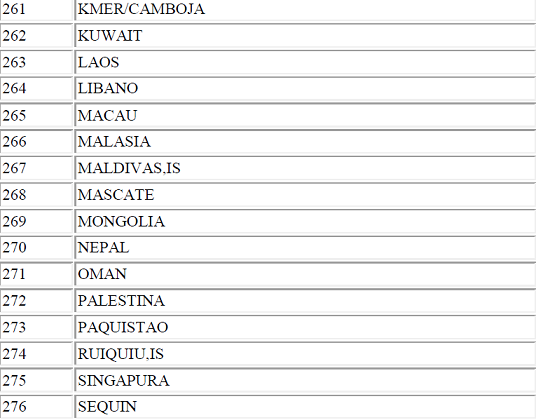 261 KMER/CAMBOJA
262 KUWAIT
263 LAOS
264 LIBANO
265 MACAU
266 MALASIA
267 MALDIVAS,IS
268 MASCATE
269 MONGOLIA
270 NEPAL
271 OMAN
272 PALESTINA
273 PAQUISTAO
274 RUIQUIU,IS
275 SINGAPURA
276 SEQUIN